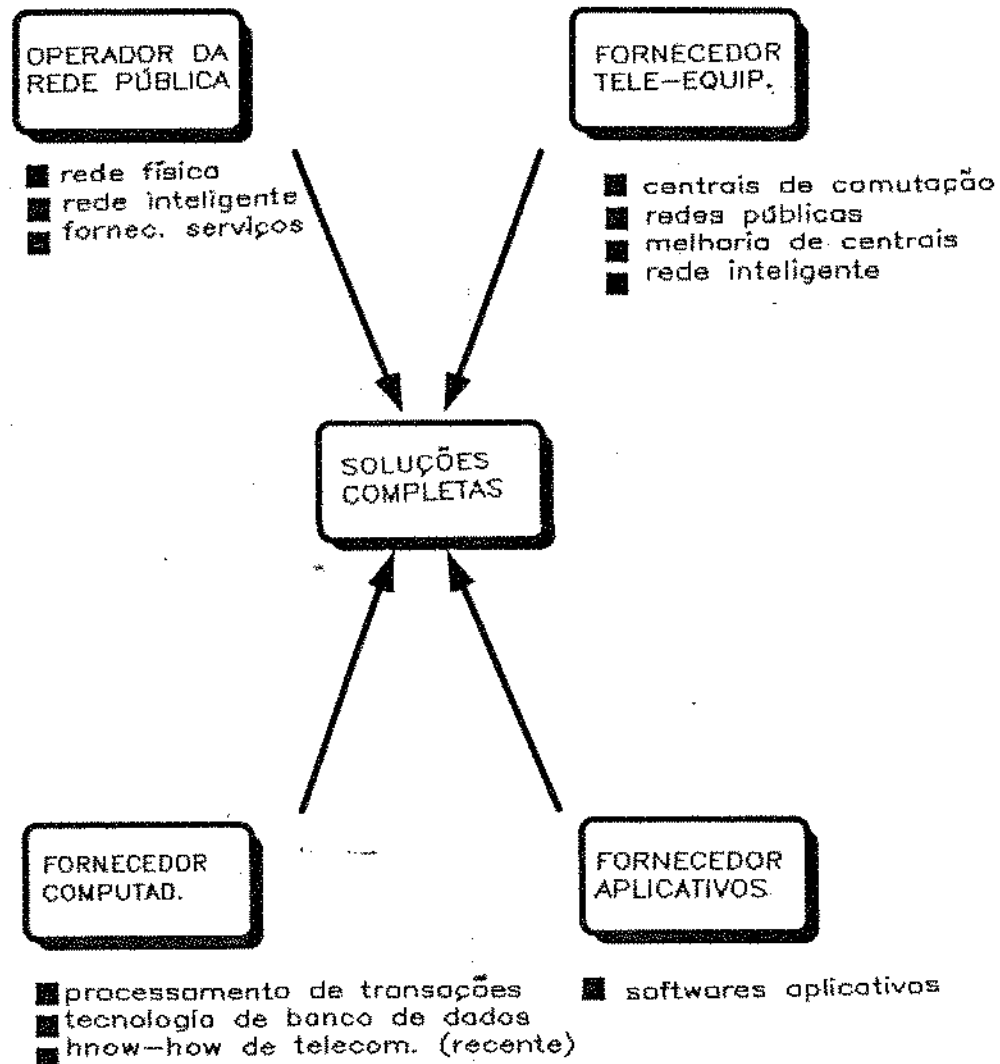 OPERADOR DA
REDE PÚBLICA
rede física
rede inteligente
fornec. serviços
FORNECEDOR
TELE-EQUIP.
centrais de comutação
redes públicas
melhoria de centrais
rede inteligente
SOLUÇÕES
COMPLETAS
FORNECEDOR
COMPUTAD.
processamento de transações
tecnologia de banco de dados
hnow-how de telecom. (recente)
FORNECEDOR
APLICATIVOS
softwares aplicativos